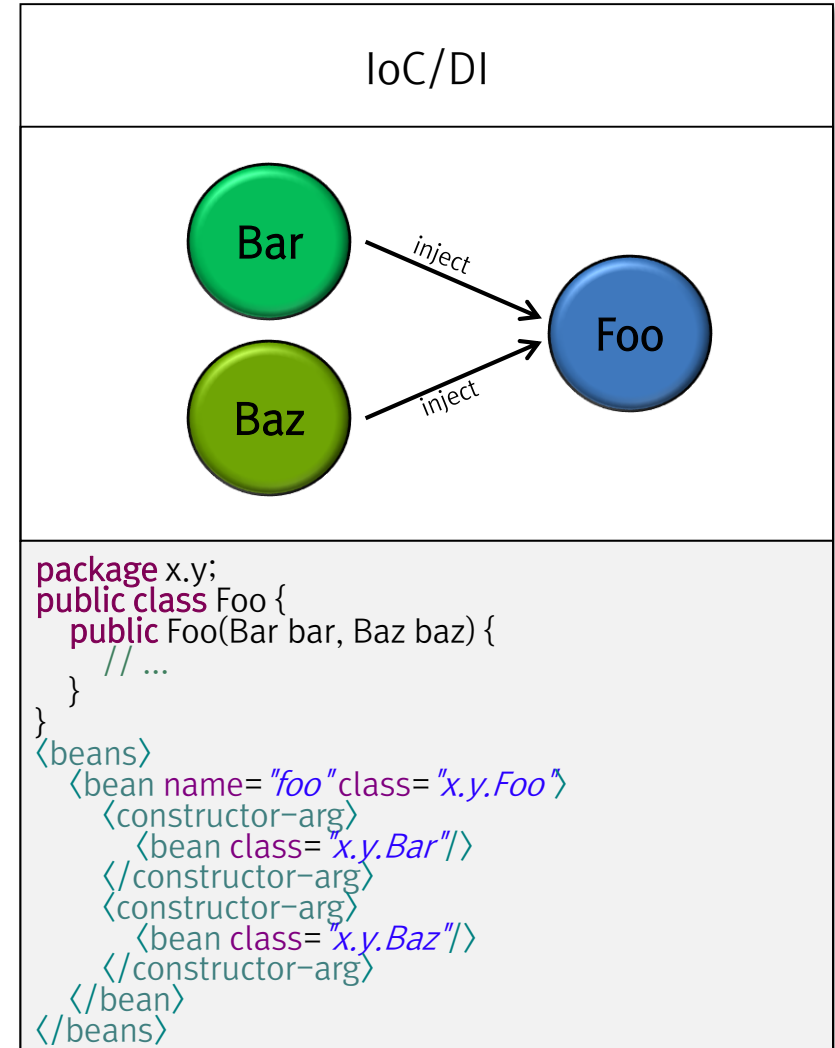 IoC/DI
Bar
inject
Foo
Baz
inject
package x.y;
public class Foo {
  public Foo(Bar bar, Baz baz) {
    // ...
  }
}
〈beans〉
  〈bean name="foo"class="x.y.Foo"〉
    〈constructor-arg〉
      〈bean class="x.y.Bar"/〉
    〈/constructor-arg〉
    〈constructor-arg〉
      〈bean class="x.y.Baz"/〉
    〈/constructor-arg〉
  〈/bean〉
〈/beans〉